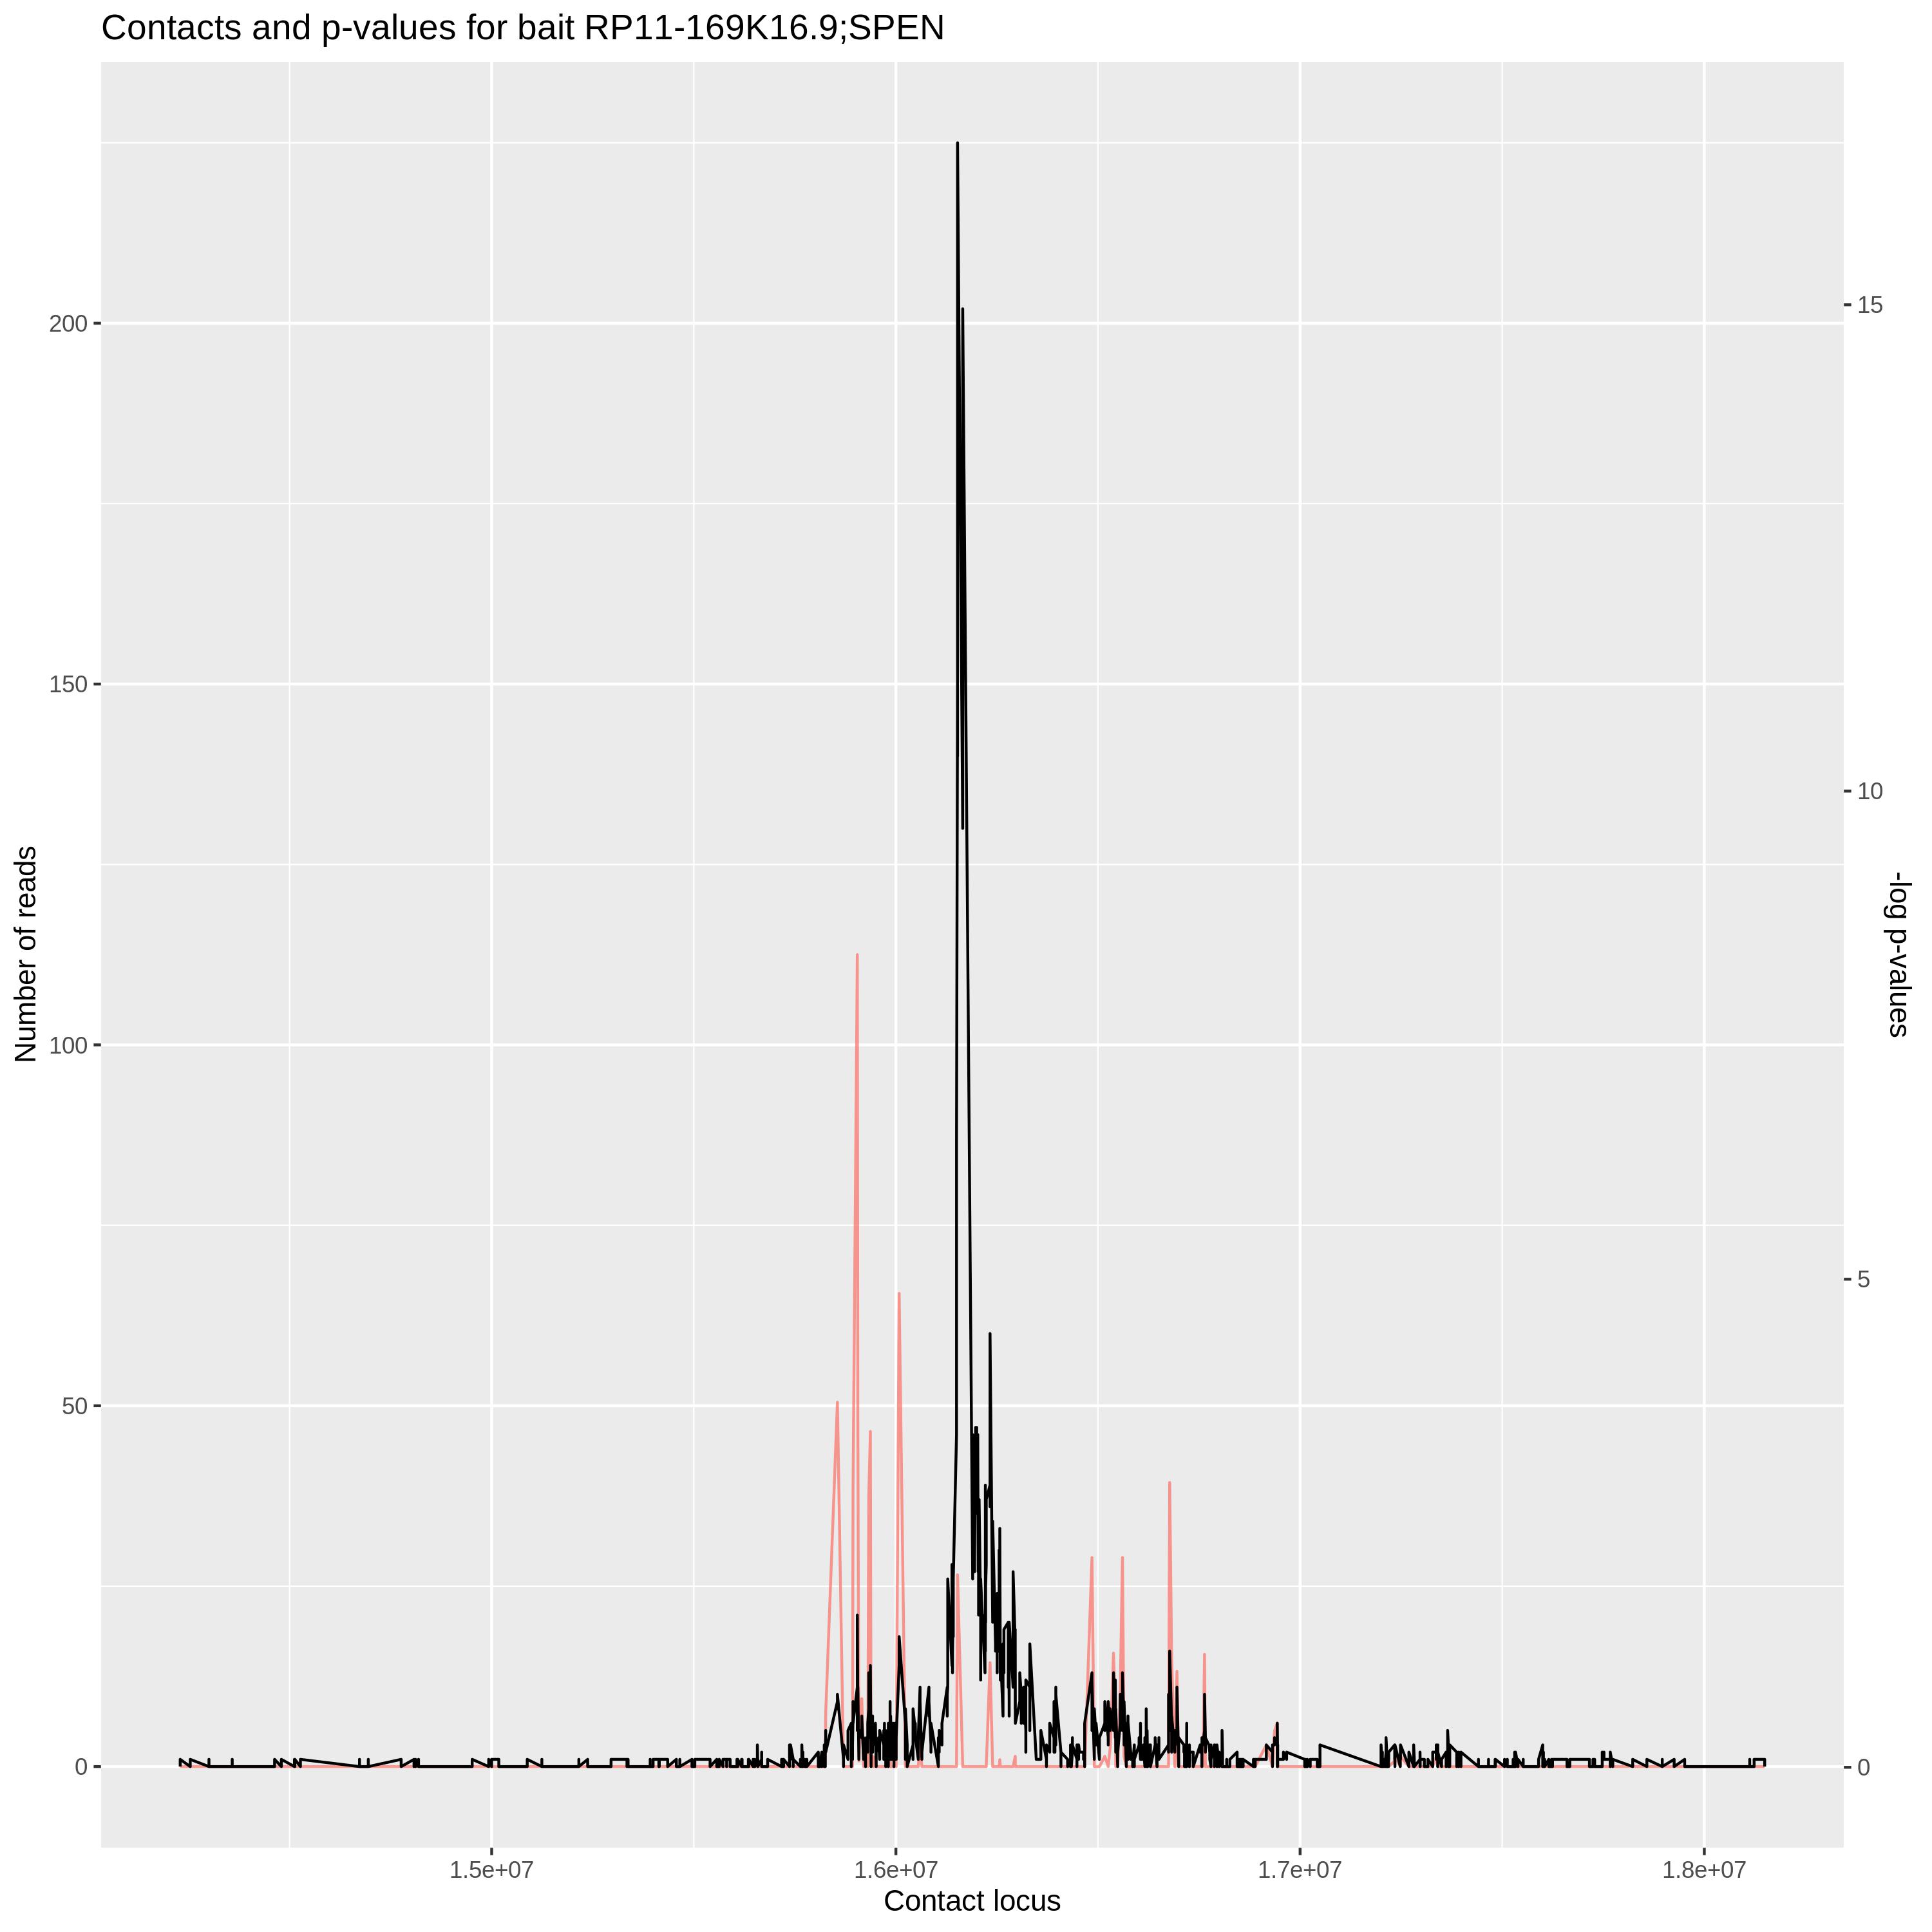 Contacts and p-values for bait RP11-169K16.9;SPEN
Number of reads
200
150
100
50
0
15
10
5
0
-log p-values
1.5e+07 1.6e+07 1.7e+07 1.8e+07
Contact locus